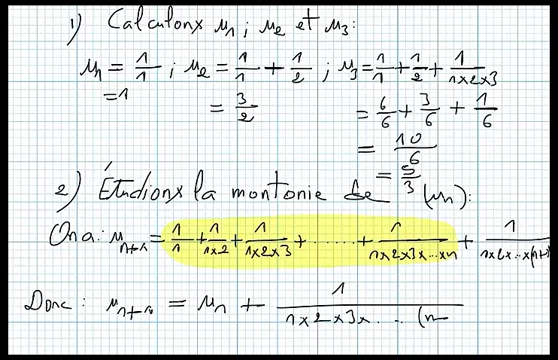 1) Calculons u₁ ; u₂ et u₃ :
u₁ = 1/1 ; u₂ = 1/1 + 1/2 ; u₃ = 1/1 + 1/2 + 1/(1×2×3)
= 1 = 3/2 = 6/6 + 3/6 + 1/6
= 10/6
= 5/3
2) Étudions la montonie de (un)
On a : uₙ₊₁ = 1/1 + 1/(1×2) + 1/(1×2×3) + ...... + 1/(1×2×3×...×n) + 1/(1×2×...×(n+1)
Donc : uₙ₊₁ = uₙ + 1/(1×2×3×... (n